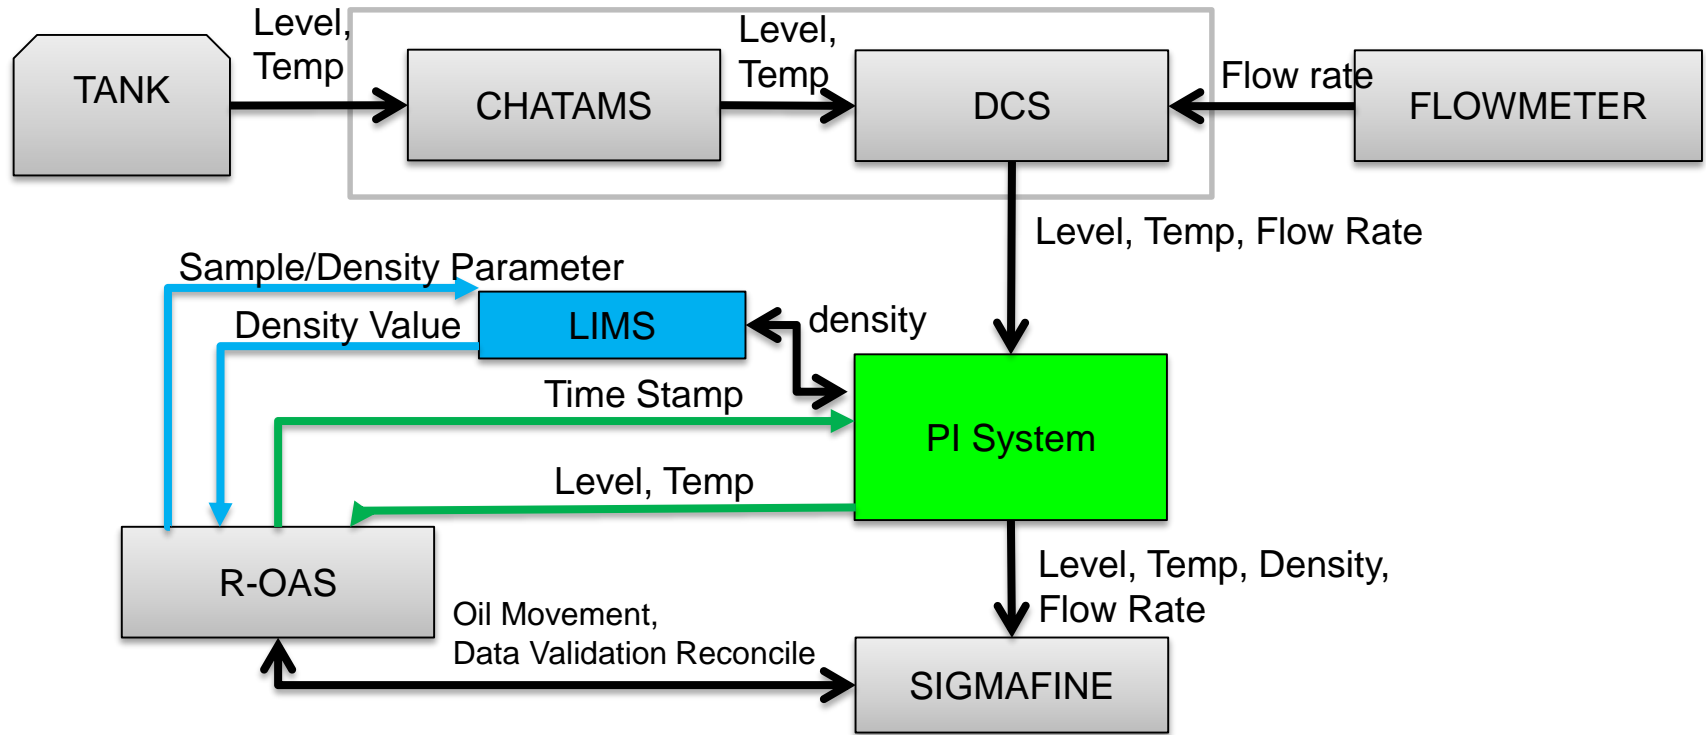 Level,
Temp
TANK
CHATAMS
Level,
Temp
DCS
Flow rate
FLOWMETER
Level, Temp, Flow Rate
Sample/Density Parameter
Density Value
LIMS
density
Time Stamp
PI System
Level, Temp
R-OAS
Level, Temp, Density,
Flow Rate
Oil Movement,
Data Validation Reconcile
SIGMAFINE